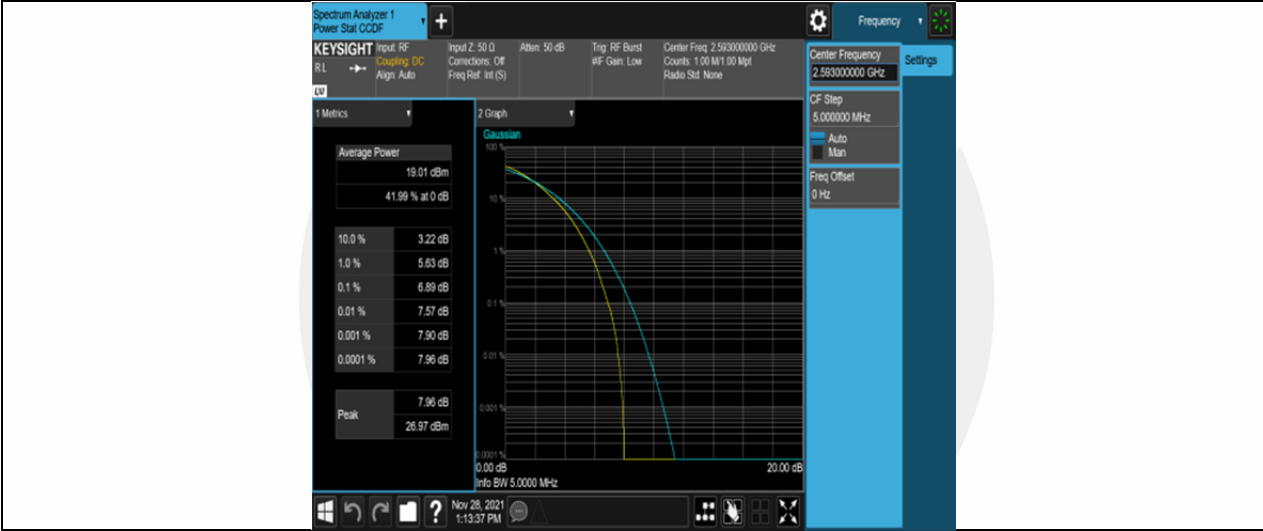 Spectrum Analyzer 1
Power Stat CCDF
+
Frequency
KEYSIGHT
RL
LV
Input: RF
Coupling: DC
Align: Auto
Input Z: 50 Ω
Corrections: Off
Freq Ref: Int (S)
Atten: 50 dB
Trig: RF Burst
#IF Gain: Low
Center Freq: 2.593000000 GHz
Counts: 1.00 M/1.00 Mpt
Radio Std: None
Center Frequency
2.593000000 GHz
Settings
CF Step
5.000000 MHz
Auto
Man
Freq Offset
0 Hz
1 Metrics
Average Power
19.01 dBm
41.99 % at 0 dB
10.0 % 3.22 dB
1.0 % 5.63 dB
0.1 % 6.89 dB
0.01 % 7.57 dB
0.001 % 7.90 dB
0.0001 % 7.96 dB
Peak
7.96 dB
26.97 dBm
2 Graph
Gaussian
100 %
10 %
1 %
0.1 %
0.01 %
0.001 %
0.0001 %
0.00 dB
20.00 dB
Info BW 5.0000 MHz
?
Nov 28, 2021
1:13:37 PM